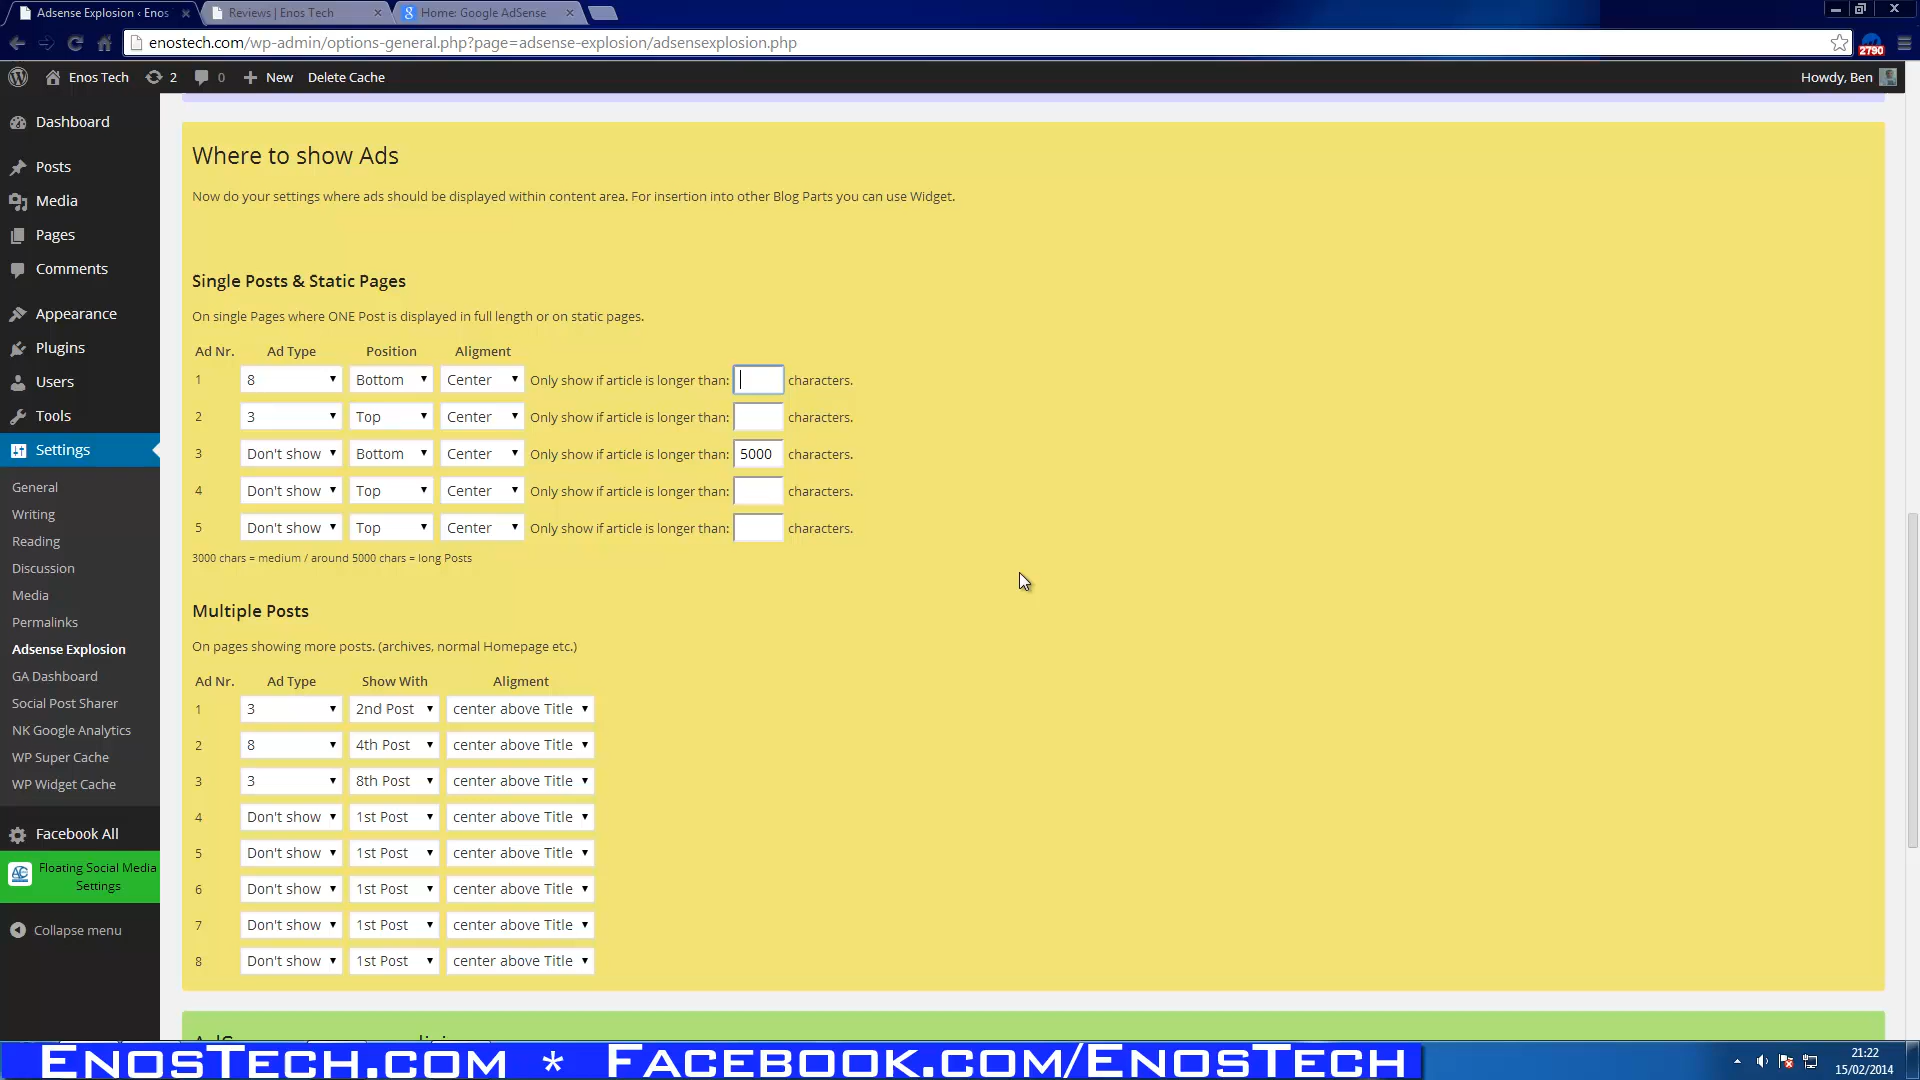 Adsense Explosion ‹ Enos
Reviews | Enos Tech
Home: Google AdSense
enostech.com/wp-admin/options-general.php?page=adsense-explosion/adsensexplosion.php
2790
Enos Tech 2 0 New Delete Cache
Howdy, Ben
Dashboard
Posts
Media
Pages
Comments
Appearance
Plugins
Users
Tools
Settings
General
Writing
Reading
Discussion
Media
Permalinks
Adsense Explosion
GA Dashboard
Social Post Sharer
NK Google Analytics
WP Super Cache
WP Widget Cache
Facebook All
Floating Social Media
Settings
Collapse menu
Where to show Ads
Now do your settings where ads should be displayed within content area. For insertion into other Blog Parts you can use Widget.
Single Posts & Static Pages
On single Pages where ONE Post is displayed in full length or on static pages.
Ad Nr. Ad Type Position Aligment
1 8 Bottom Center Only show if article is longer than: characters.
2 3 Top Center Only show if article is longer than: characters.
3 Don't show Bottom Center Only show if article is longer than: 5000 characters.
4 Don't show Top Center Only show if article is longer than: characters.
5 Don't show Top Center Only show if article is longer than: characters.
3000 chars = medium / around 5000 chars = long Posts
Multiple Posts
On pages showing more posts. (archives, normal Homepage etc.)
Ad Nr. Ad Type Show With Aligment
1 3 2nd Post center above Title
2 8 4th Post center above Title
3 3 8th Post center above Title
4 Don't show 1st Post center above Title
5 Don't show 1st Post center above Title
6 Don't show 1st Post center above Title
7 Don't show 1st Post center above Title
8 Don't show 1st Post center above Title
EnosTech.com * Facebook.com/EnosTech
21:22
15/02/2014